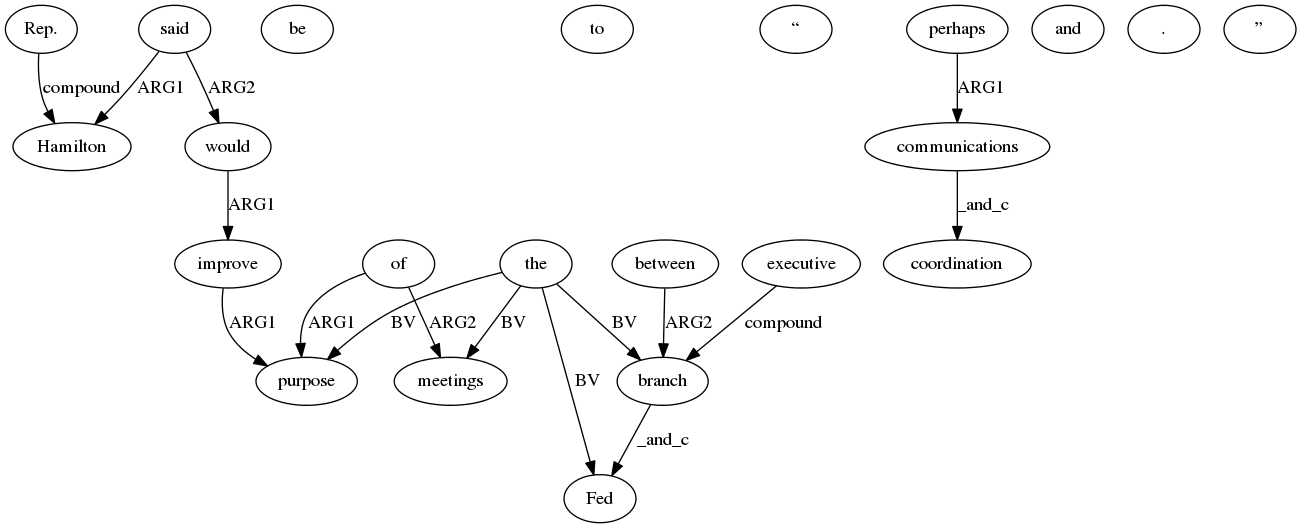 Rep. said be to “ perhaps and . ”
compound ARG1 ARG2 ARG1
Hamilton would communications
ARG1 _and_c
improve of the between executive coordination
ARG1 ARG1 BV ARG2 BV BV ARG2 compound
purpose meetings BV branch
_and_c
Fed